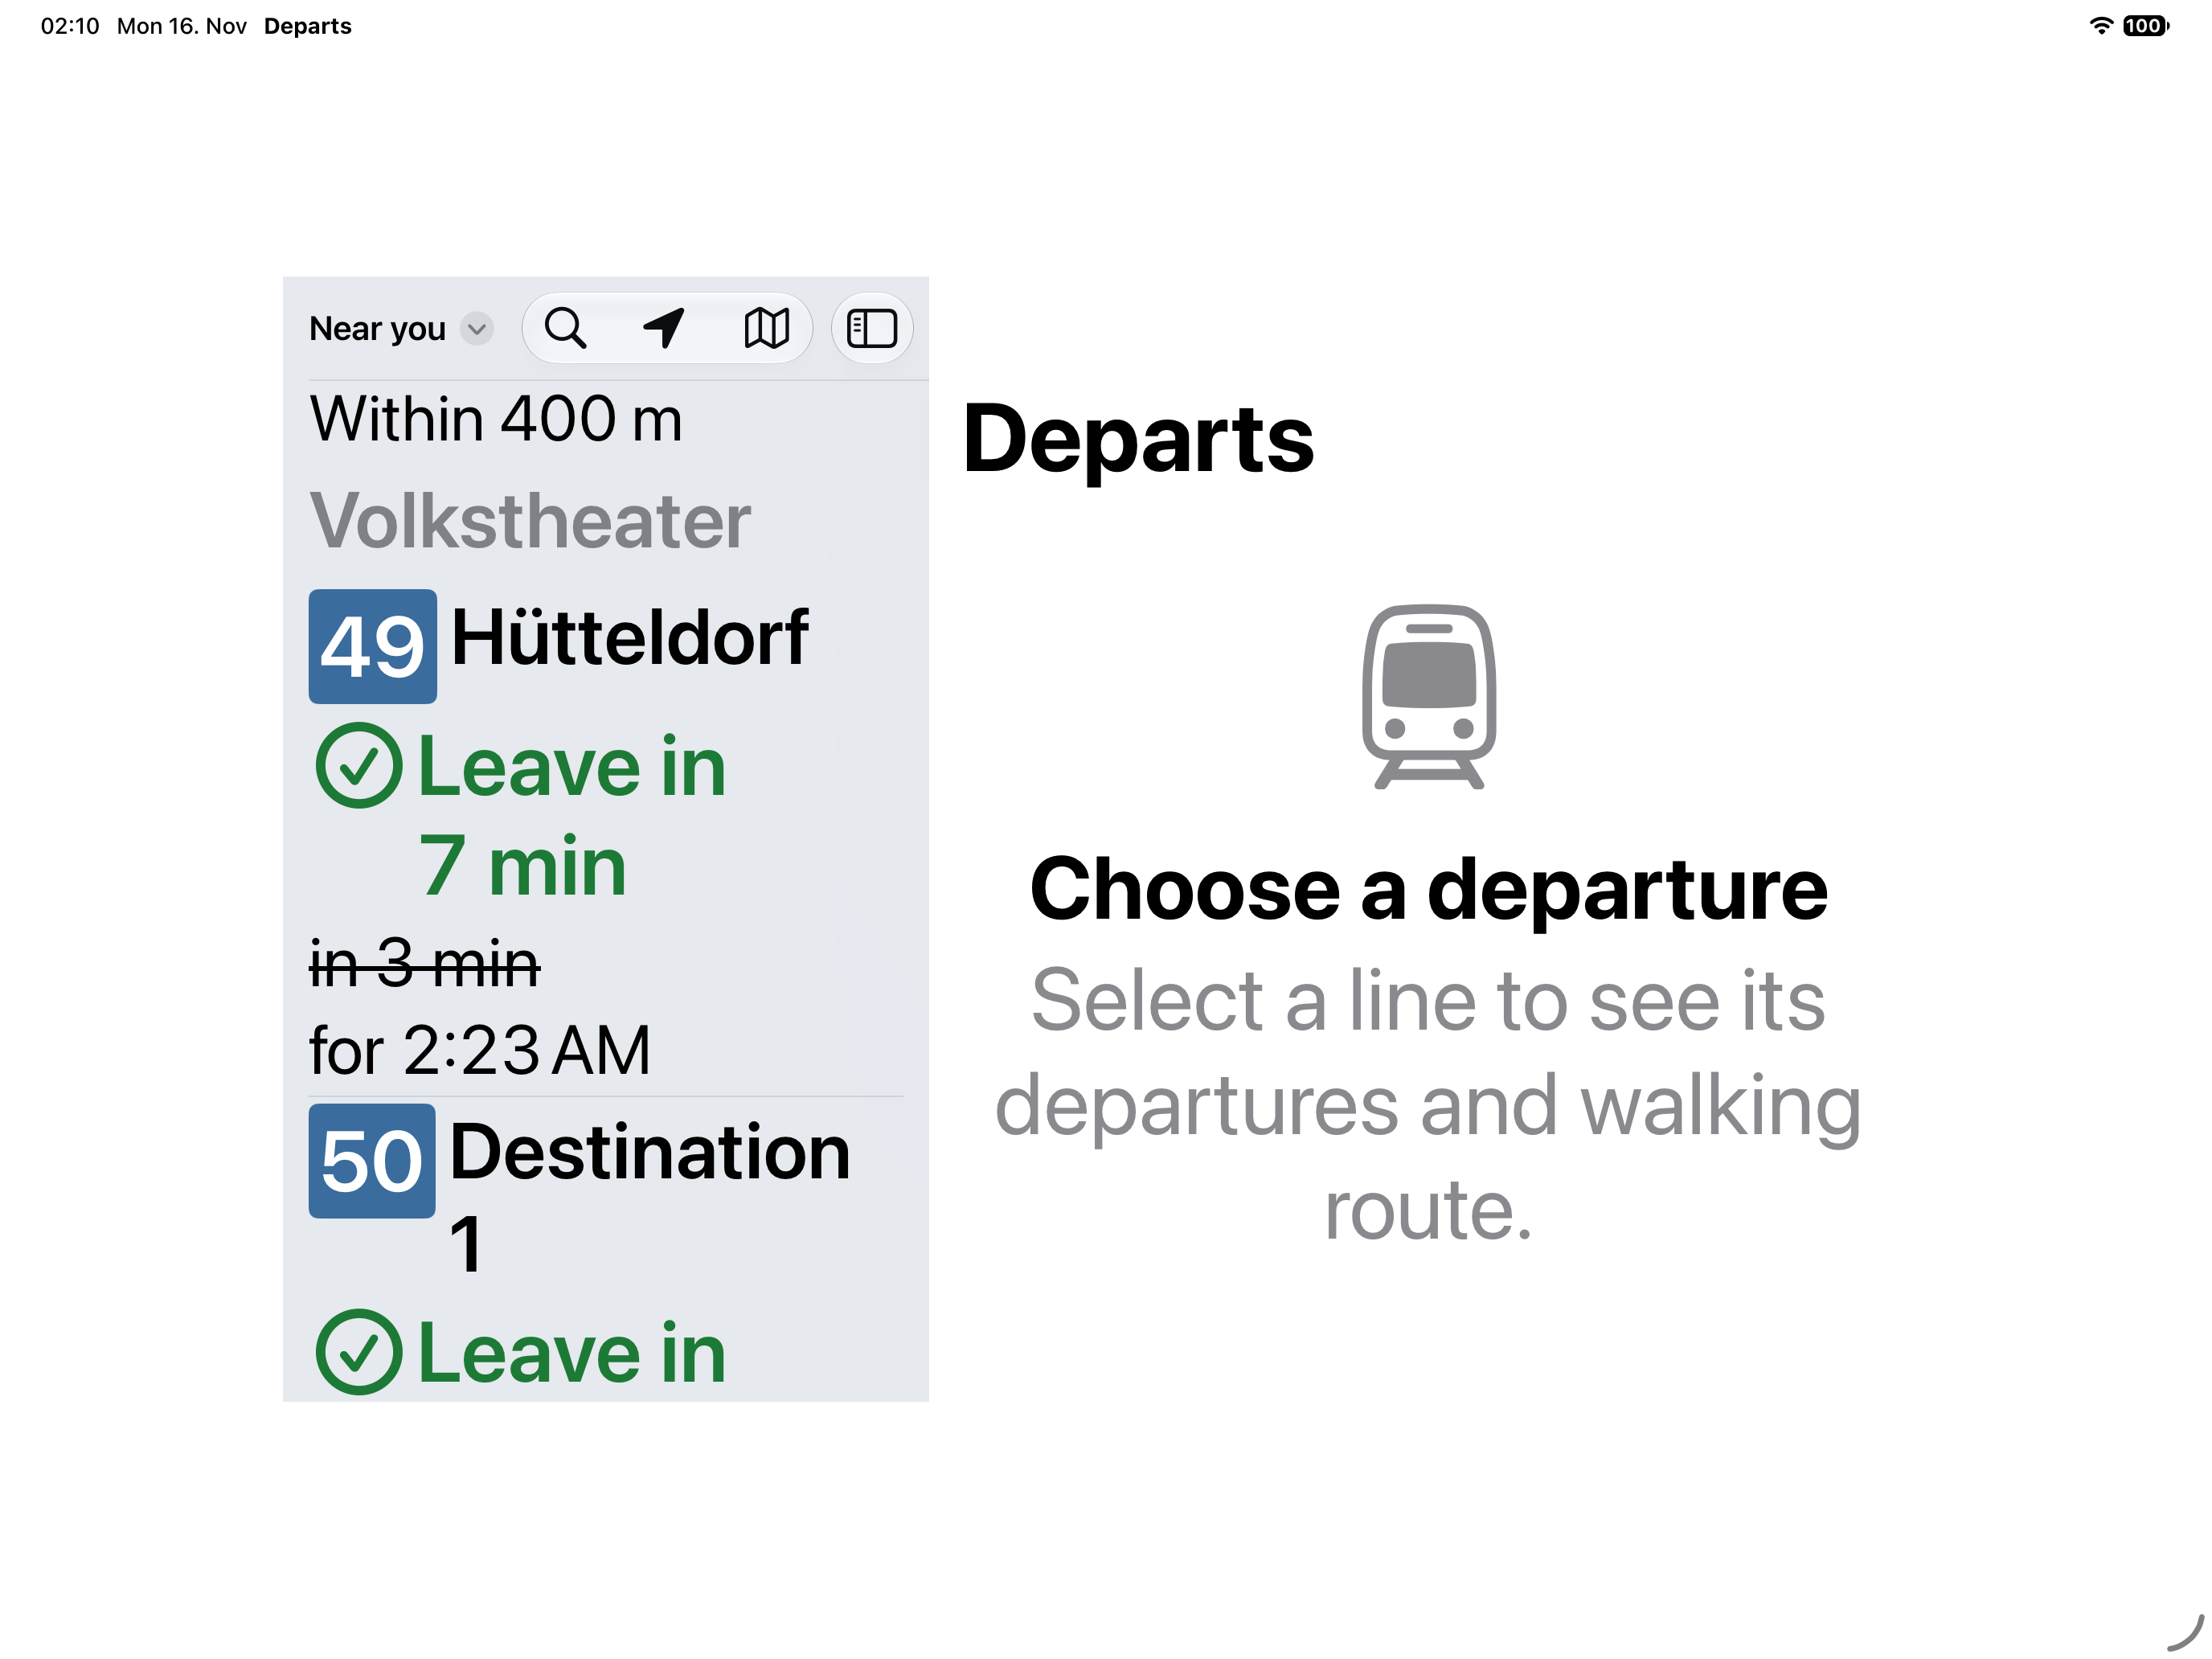 02:10 Mon 16. Nov Departs
100
Near you
Within 400 m
Volkstheater
49 Hütteldorf
Leave in
7 min
in 3 min
for 2:23 AM
50 Destination
1
Leave in
Departs
Choose a departure
Select a line to see its
departures and walking
route.